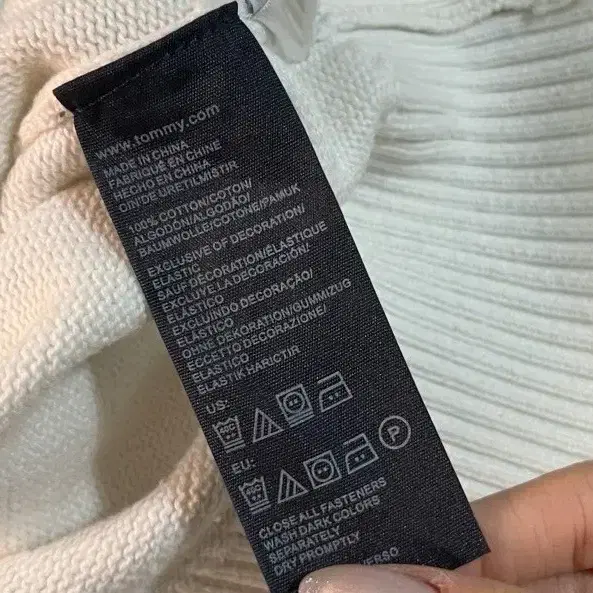 www.tommy.com
MADE IN CHINA
FABRIQUÉ EN CHINE
HECHO EN CHINA
ÇIN'DE ÜRETILMISTIR
100% COTTON/COTON/
ALGODÓN/ALGODÃO/
BAUMWOLLE/COTONE/PAMUK
EXCLUSIVE OF DECORATION/
ELASTIC
SAUF DÉCORATION/ÉLASTIQUE
EXCLUYE LA DECORACIÓN/
ELÁSTICO
EXCLUINDO DECORAÇÃO/
ELÁSTICO
OHNE DEKORATION/GUMMIZUG
ECCETTO DECORAZIONE/
ELASTICO
ELASTIK HARICTIR
US:
EU:
P
CLOSE ALL FASTENERS
WASH DARK COLORS
SEPARATELY
DRY PROMPTLY